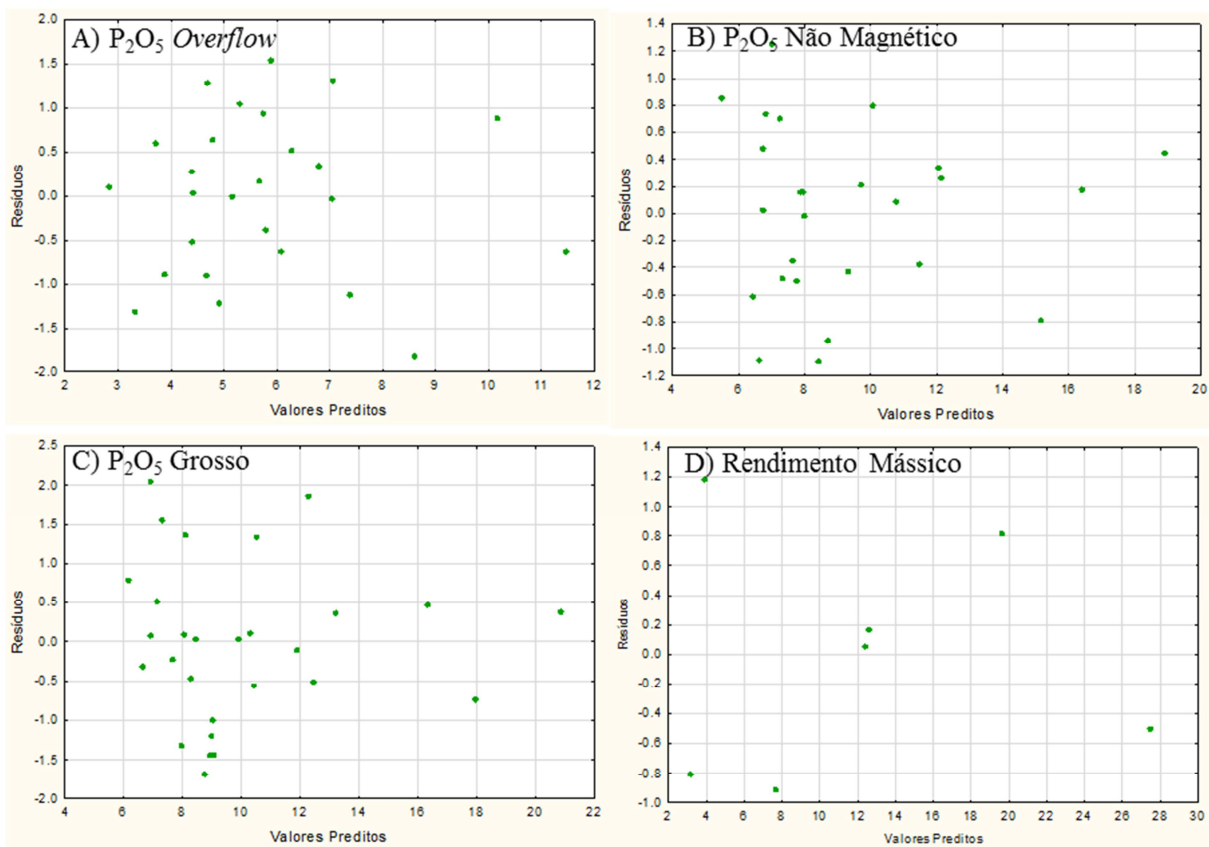 A) P₂O₅ Overflow
2.0
1.5
1.0
0.5
0.0
-0.5
-1.0
-1.5
-2.0
Resíduos
2 3 4 5 6 7 8 9 10 11 12
Valores Preditos
B) P₂O₅ Não Magnético
1.4
1.2
1.0
0.8
0.6
0.4
0.2
0.0
-0.2
-0.4
-0.6
-0.8
-1.0
-1.2
Resíduos
4 6 8 10 12 14 16 18 20
Valores Preditos
C) P₂O₅ Grosso
2.5
2.0
1.5
1.0
0.5
0.0
-0.5
-1.0
-1.5
-2.0
Resíduos
4 6 8 10 12 14 16 18 20 22
Valores Preditos
D) Rendimento Mássico
1.4
1.2
1.0
0.8
0.6
0.4
0.2
0.0
-0.2
-0.4
-0.6
-0.8
-1.0
Resíduos
2 4 6 8 10 12 14 16 18 20 22 24 26 28 30
Valores Preditos